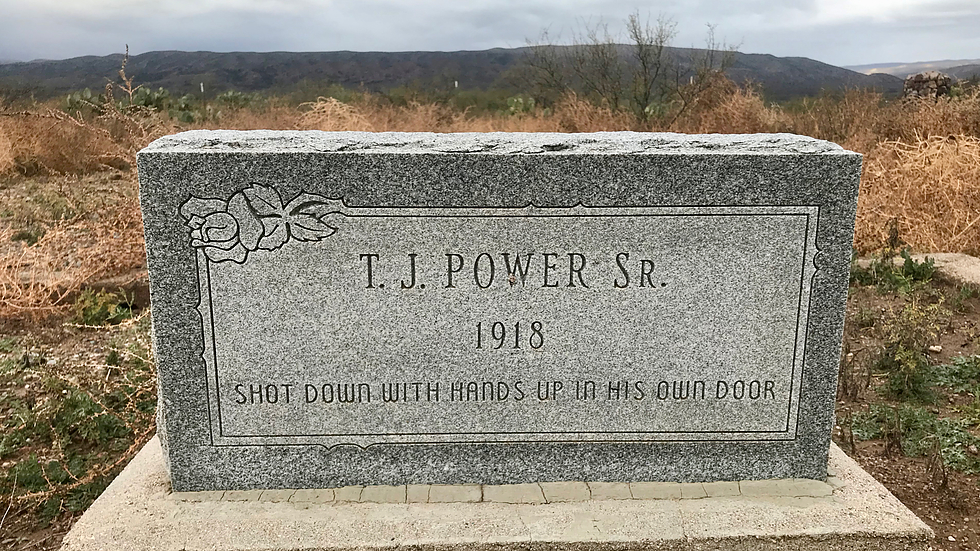 T. J. POWER SR.
1918
SHOT DOWN WITH HANDS UP IN HIS OWN DOOR